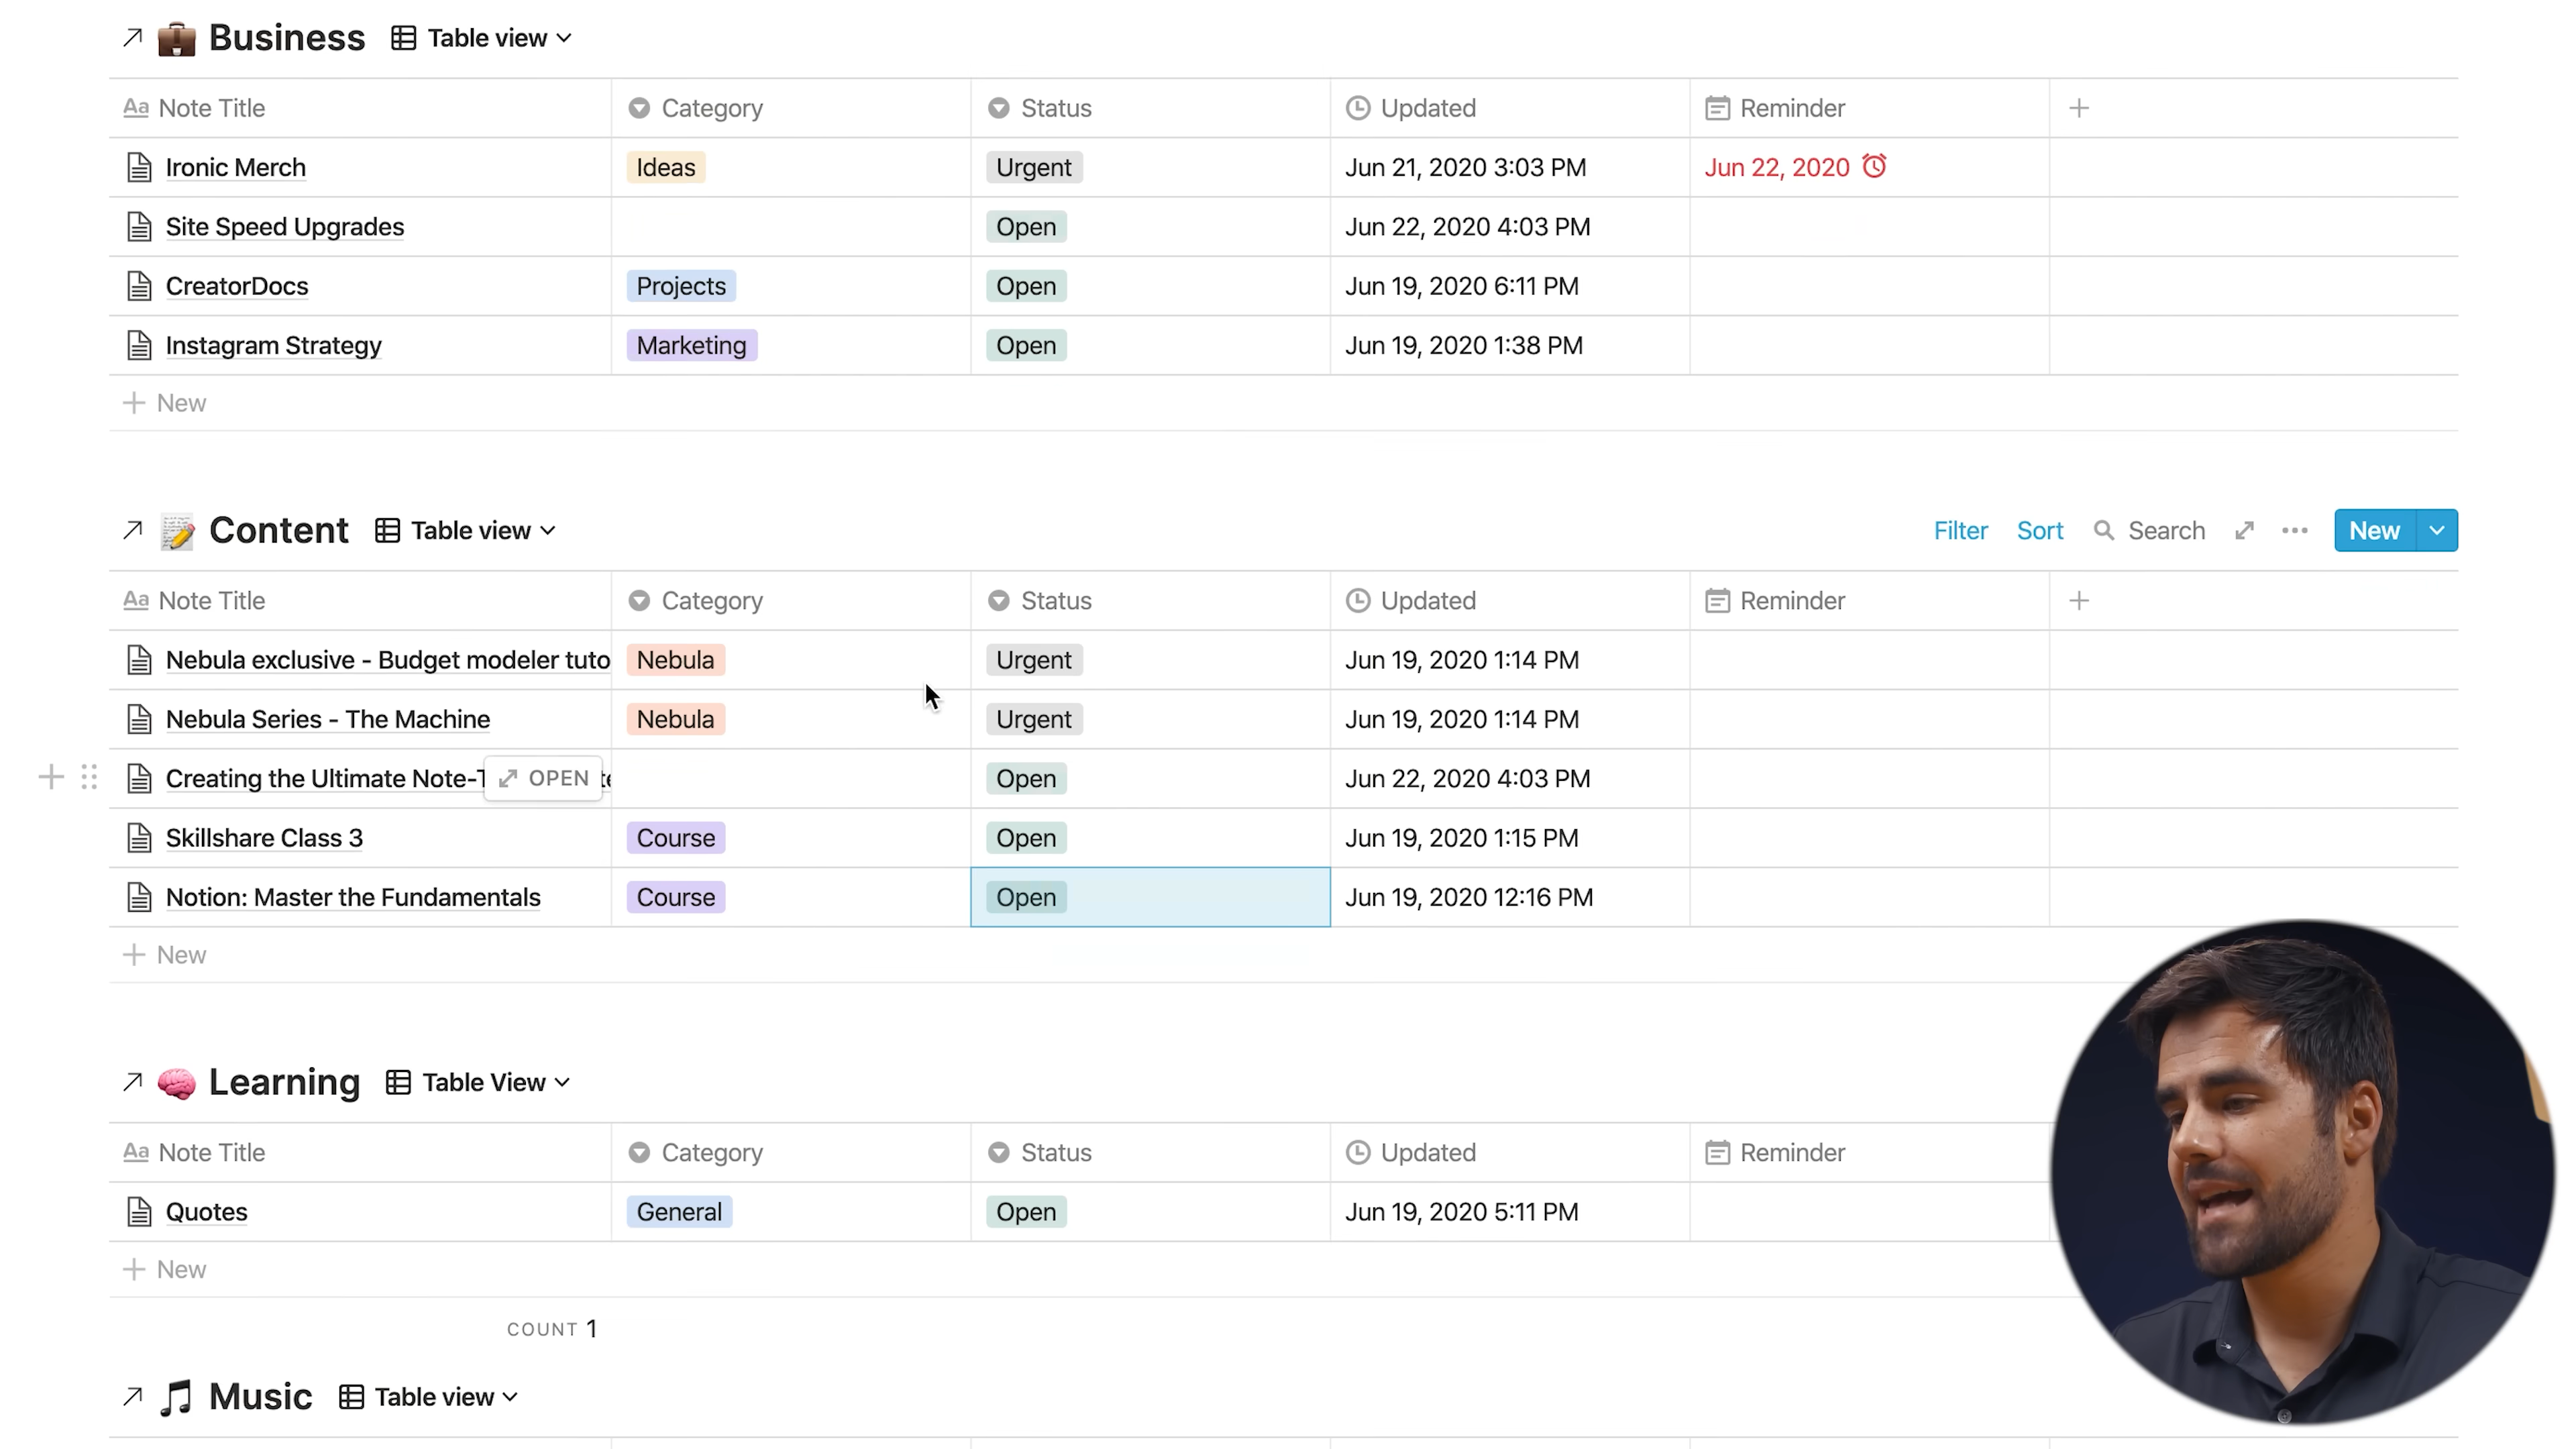 Business Table view
Note Title Category Status Updated Reminder
Ironic Merch Ideas Urgent Jun 21, 2020 3:03 PM Jun 22, 2020
Site Speed Upgrades Open Jun 22, 2020 4:03 PM
CreatorDocs Projects Open Jun 19, 2020 6:11 PM
Instagram Strategy Marketing Open Jun 19, 2020 1:38 PM
New
Content Table view Filter Sort Search New
Note Title Category Status Updated Reminder
Nebula exclusive - Budget modeler tuto Nebula Urgent Jun 19, 2020 1:14 PM
Nebula Series - The Machine Nebula Urgent Jun 19, 2020 1:14 PM
Creating the Ultimate Note-T OPEN Open Jun 22, 2020 4:03 PM
Skillshare Class 3 Course Open Jun 19, 2020 1:15 PM
Notion: Master the Fundamentals Course Open Jun 19, 2020 12:16 PM
New
Learning Table View
Note Title Category Status Updated Reminder
Quotes General Open Jun 19, 2020 5:11 PM
New
COUNT 1
Music Table view